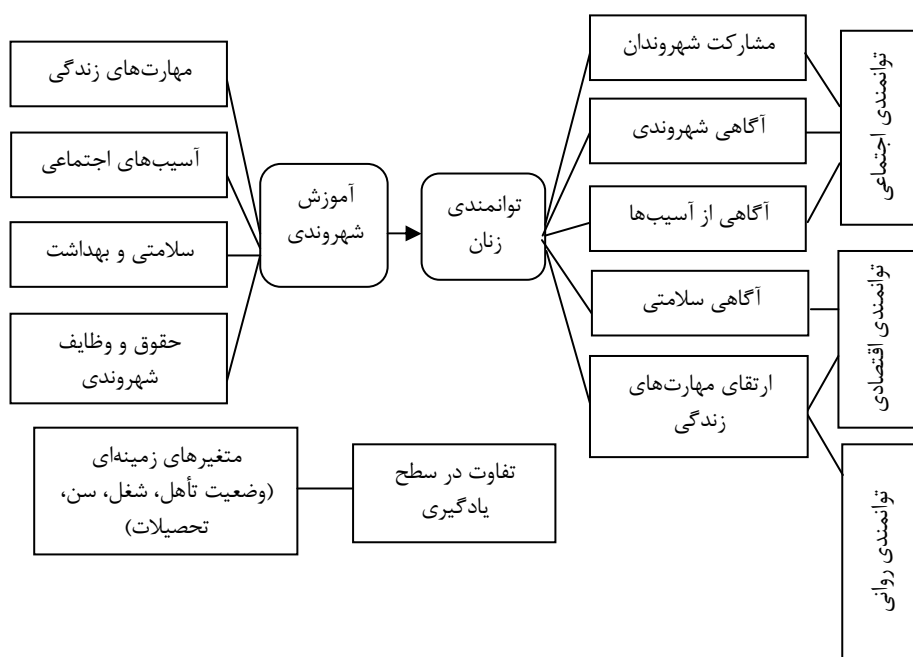 مهارت‌های زندگی
آسیب‌های اجتماعی
سلامتی و بهداشت
حقوق و وظایف
شهروندی
آموزش
شهروندی
توانمندی
زنان
مشارکت شهروندان
آگاهی شهروندی
آگاهی از آسیب‌ها
آگاهی سلامتی
ارتقای مهارت‌های
زندگی
توانمندی اجتماعی
توانمندی اقتصادی
توانمندی روانی
متغیرهای زمینه‌ای
(وضعیت تأهل، شغل، سن،
تحصیلات)
تفاوت در سطح
یادگیری